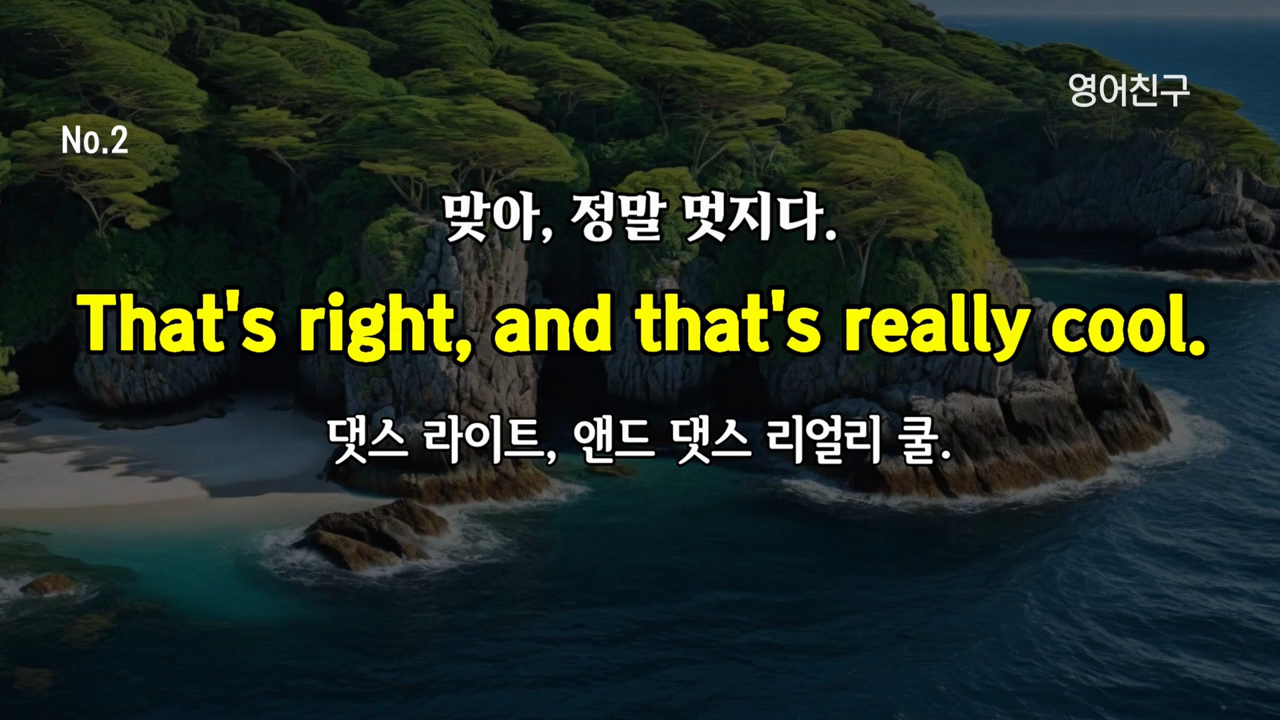 영어친구
No.2
맞아, 정말 멋지다.
That's right, and that's really cool.
댓스 라이트, 앤드 댓스 리얼리 쿨.